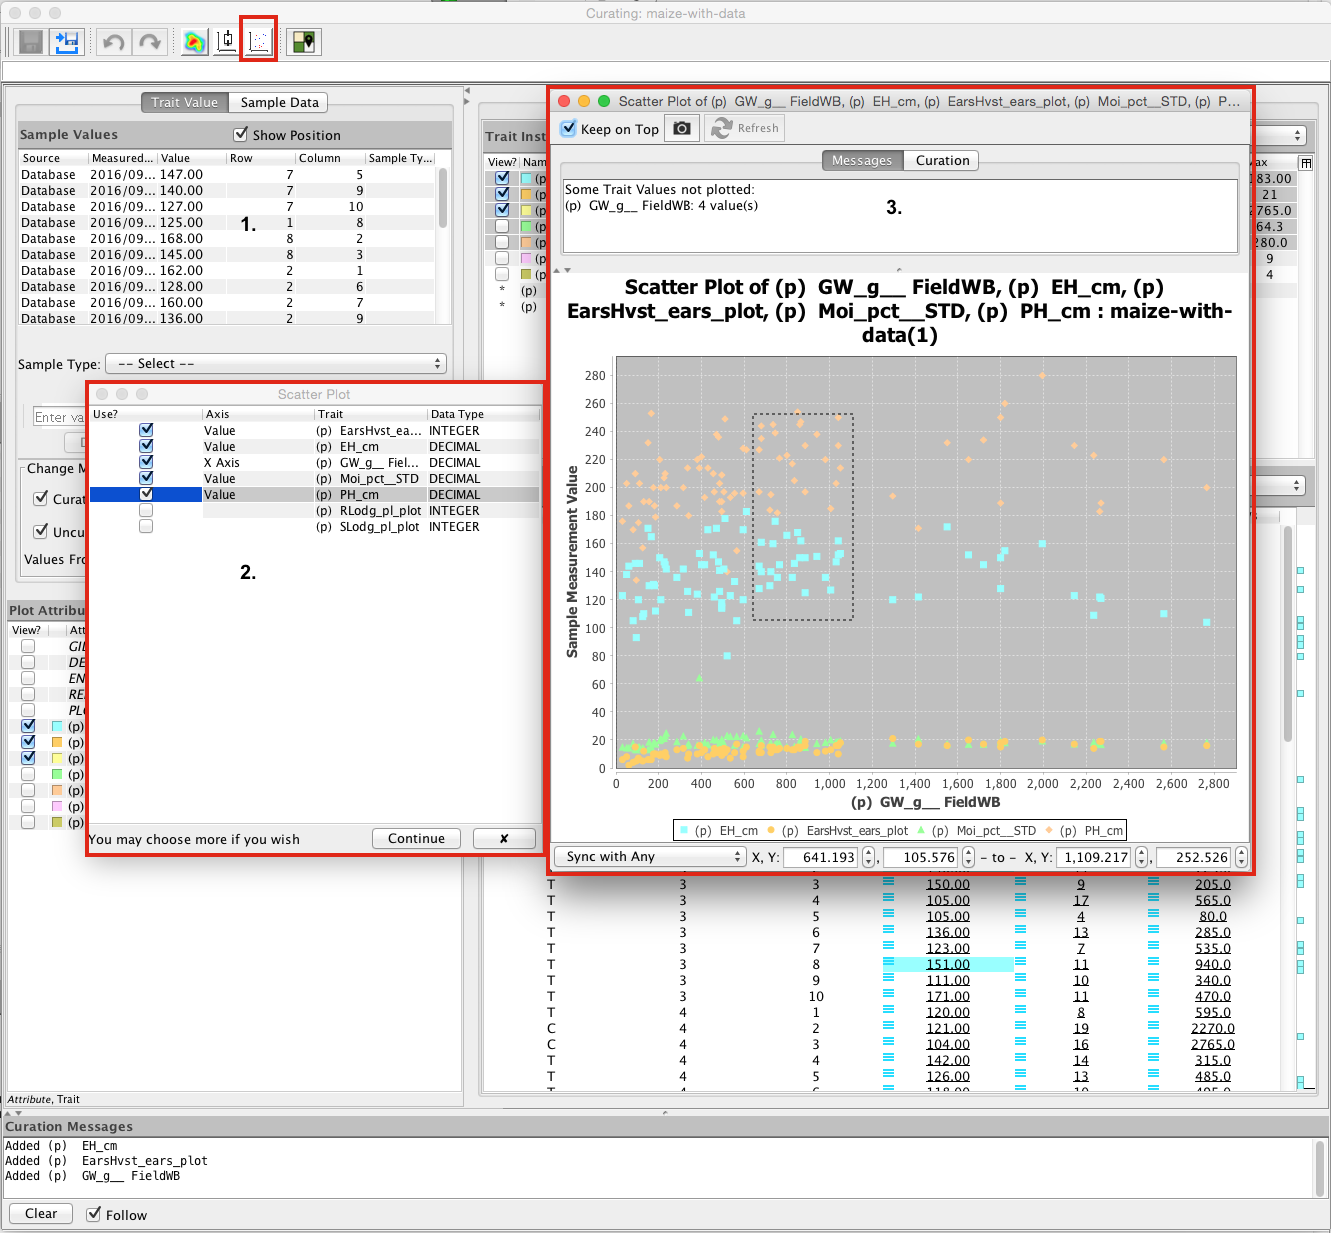 Curating: maize-with-data
Trait Value
Sample Data
Sample Values
Show Position
Source Measured... Value Row Column Sample Ty...
Database 2016/09... 147.00 7 5
Database 2016/09... 140.00 7 9
Database 2016/09... 127.00 7 10
Database 2016/09... 125.00 1 8
Database 2016/09... 168.00 8 2
Database 2016/09... 145.00 8 3
Database 2016/09... 162.00 2 1
Database 2016/09... 128.00 2 6
Database 2016/09... 160.00 2 7
Database 2016/09... 136.00 2 9
1.
Sample Type: -- Select --
Enter va
Change M
Curat
Uncu
Values Fro
Plot Attribu
View? Att
GI
DE
EN
RE
PL
(p)
(p)
(p)
(p)
(p)
(p)
(p)
Attribute, Trait
Scatter Plot
Use? Axis Trait Data Type
Value (p) EarsHvst_ea... INTEGER
Value (p) EH_cm DECIMAL
X Axis (p) GW_g__ Fiel... DECIMAL
Value (p) Moi_pct__STD DECIMAL
Value (p) PH_cm DECIMAL
(p) RLodg_pl_plot INTEGER
(p) SLodg_pl_plot INTEGER
2.
You may choose more if you wish
Continue
✘
Trait Inst
View? Nam
(p
(p
(p
(p
(p
(p
(p
* (p)
* (p)
ax
83.00
21
2765.00
64.3
280.0
9
4
Scatter Plot of (p) GW_g__ FieldWB, (p) EH_cm, (p) EarsHvst_ears_plot, (p) Moi_pct__STD, (p) P...
Keep on Top
Refresh
Messages
Curation
Some Trait Values not plotted:
(p) GW_g__ FieldWB: 4 value(s)
3.
Scatter Plot of (p) GW_g__ FieldWB, (p) EH_cm, (p)
EarsHvst_ears_plot, (p) Moi_pct__STD, (p) PH_cm : maize-with-
data(1)
Sample Measurement Value
280
260
240
220
200
180
160
140
120
100
80
60
40
20
0
0 200 400 600 800 1,000 1,200 1,400 1,600 1,800 2,000 2,200 2,400 2,600 2,800
(p) GW_g__ FieldWB
(p) EH_cm (p) EarsHvst_ears_plot (p) Moi_pct__STD (p) PH_cm
Sync with Any X, Y: 641.193 , 105.576 - to - X, Y: 1,109.217 , 252.526
T 3 3 150.00 9 205.0
T 3 4 105.00 17 565.0
T 3 5 105.00 4 80.0
T 3 6 136.00 13 285.0
T 3 7 123.00 7 535.0
T 3 8 151.00 11 940.0
T 3 9 111.00 10 340.0
T 3 10 171.00 11 470.0
T 4 1 120.00 8 595.0
C 4 2 121.00 19 2270.0
C 4 3 104.00 16 2765.0
T 4 4 142.00 14 315.0
T 4 5 126.00 13 485.0
Curation Messages
Added (p) EH_cm
Added (p) EarsHvst_ears_plot
Added (p) GW_g__ FieldWB
Clear
Follow